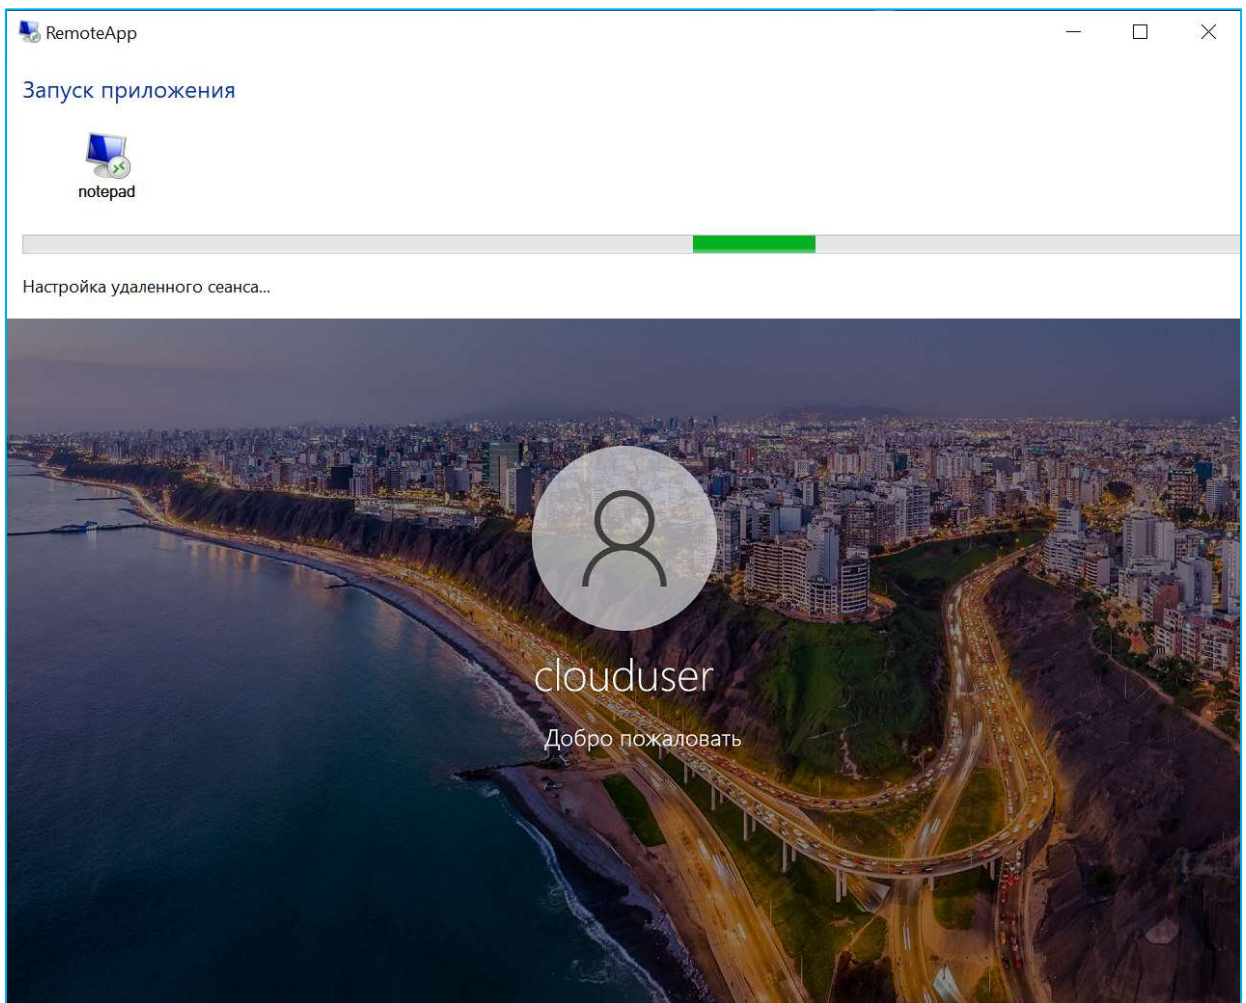 RemoteApp
Запуск приложения
notepad
Настройка удаленного сеанса...
clouduser
Добро пожаловать